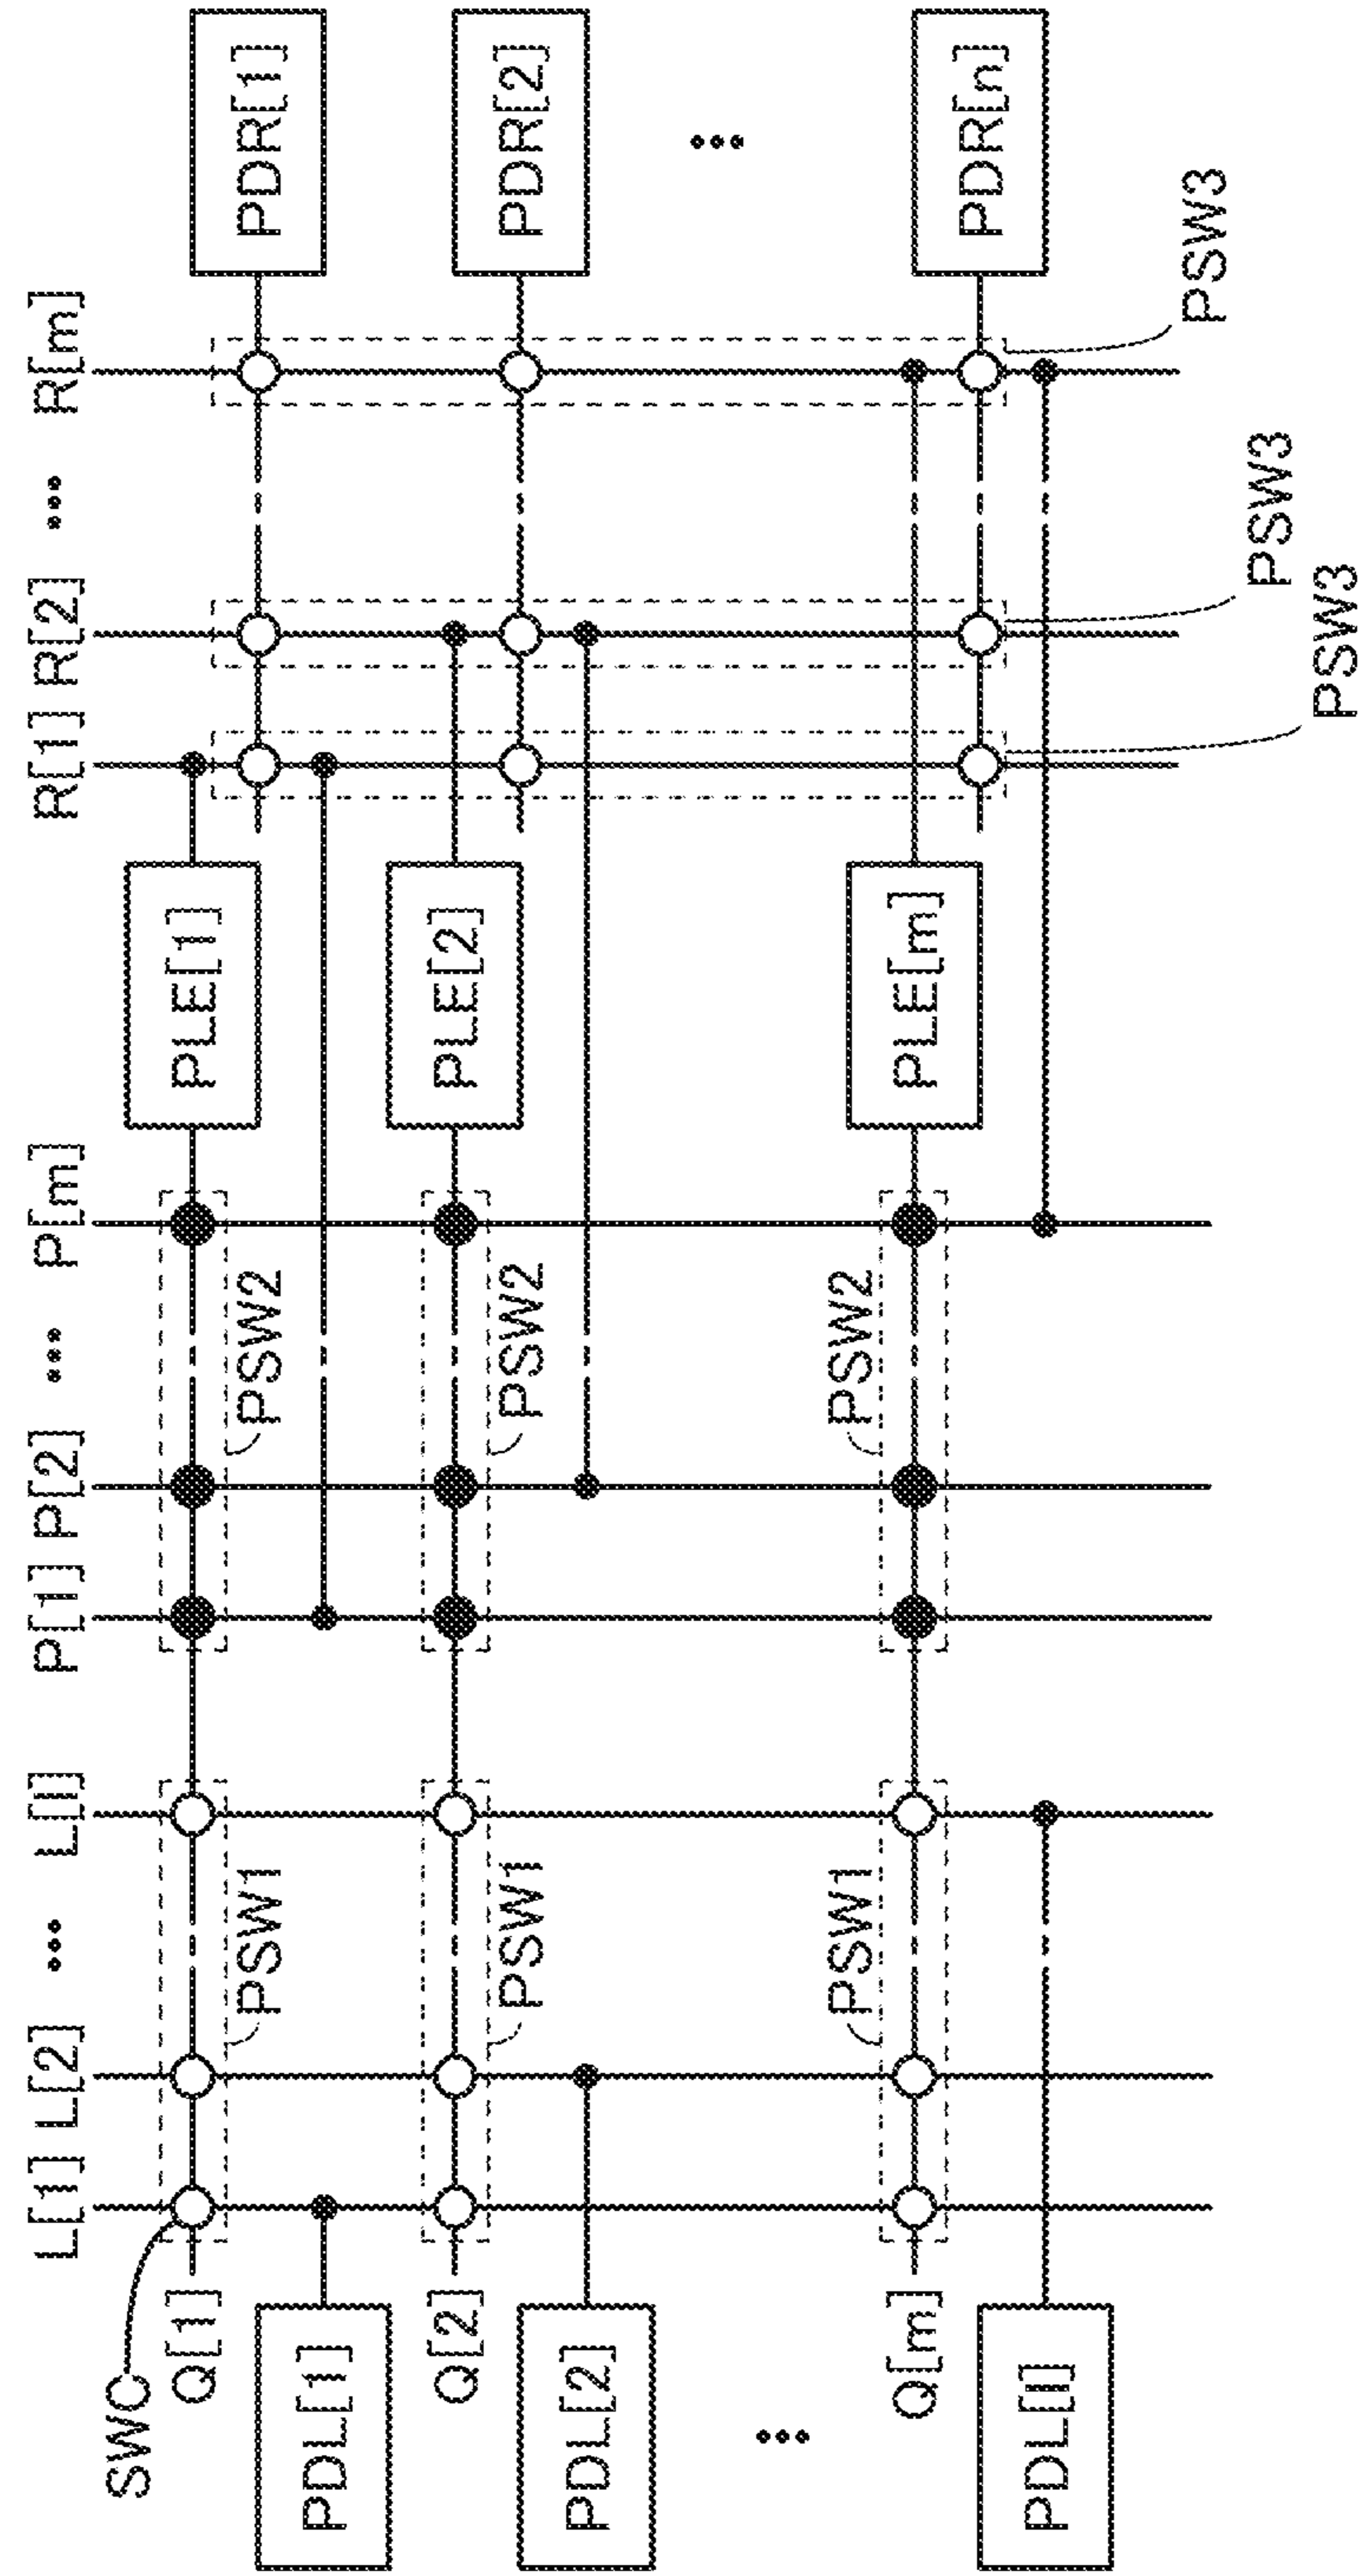 L[1] L[2] ... L[l] P[1] P[2] ... P[m] R[1] R[2] ... R[m]
SWC
Q[1]
PLE[1]
PDR[1]
PDL[1]
PSW1
PSW2
Q[2]
PLE[2]
PDR[2]
PDL[2]
PSW1
PSW2
...
...
PSW1
PSW2
Q[m]
PLE[m]
PDR[n]
PDL[l]
PSW3
PSW3
PSW3